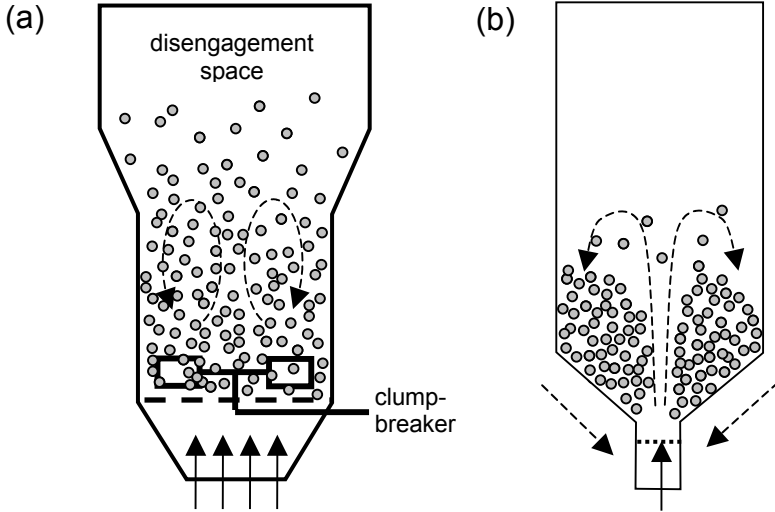 (a)
disengagement
space
clump-
breaker
(b)